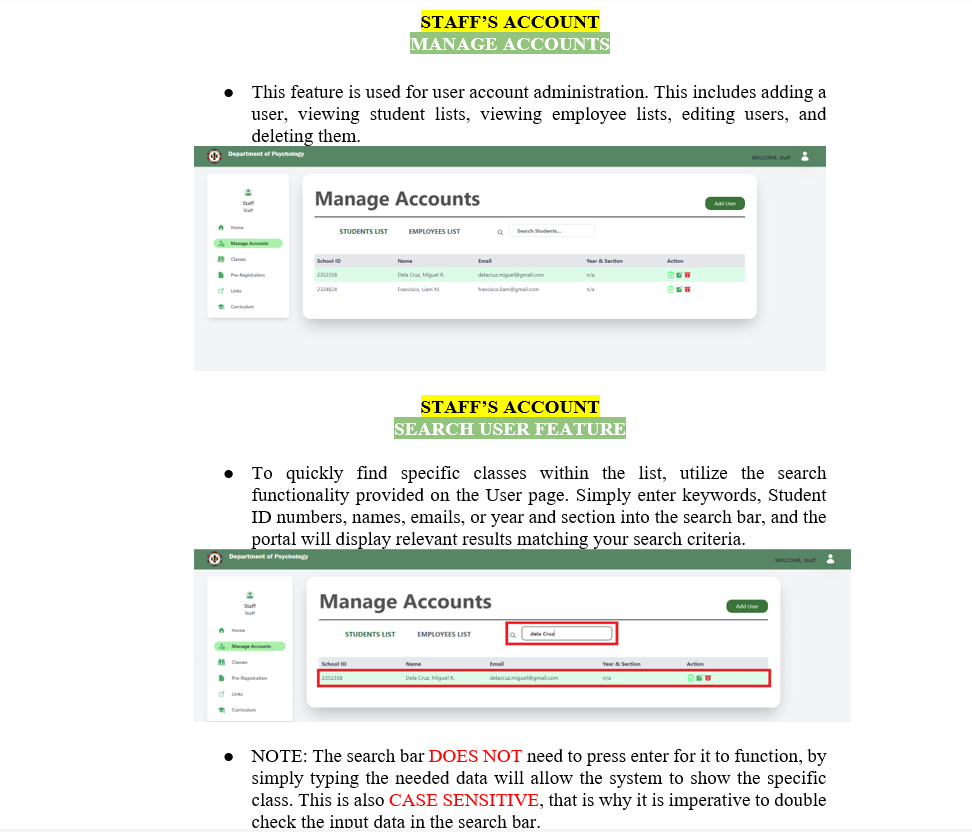 STAFF’S ACCOUNT
MANAGE ACCOUNTS
● This feature is used for user account administration. This includes adding a
user, viewing student lists, viewing employee lists, editing users, and
deleting them.
Department of Psychology
WELCOME, Staff
Staff
Staff
Home
Manage Accounts
Classes
Pre-Registration
Links
Curriculum
Manage Accounts
Add User
STUDENTS LIST EMPLOYEES LIST Search Students...
School ID Name Email Year & Section Action
2352358 Dela Cruz, Miguel R. delacruz.miguel@gmail.com n/a
2324824 Francisco, Liam M. francisco.liam@gmail.com n/a
STAFF’S ACCOUNT
SEARCH USER FEATURE
● To quickly find specific classes within the list, utilize the search
functionality provided on the User page. Simply enter keywords, Student
ID numbers, names, emails, or year and section into the search bar, and the
portal will display relevant results matching your search criteria.
Department of Psychology
WELCOME, Staff
Staff
Staff
Home
Manage Accounts
Classes
Pre-Registration
Links
Curriculum
Manage Accounts
Add User
STUDENTS LIST EMPLOYEES LIST dela Cruz
School ID Name Email Year & Section Action
2352358 Dela Cruz, Miguel R. delacruz.miguel@gmail.com n/a
● NOTE: The search bar DOES NOT need to press enter for it to function, by
simply typing the needed data will allow the system to show the specific
class. This is also CASE SENSITIVE, that is why it is imperative to double
check the input data in the search bar.